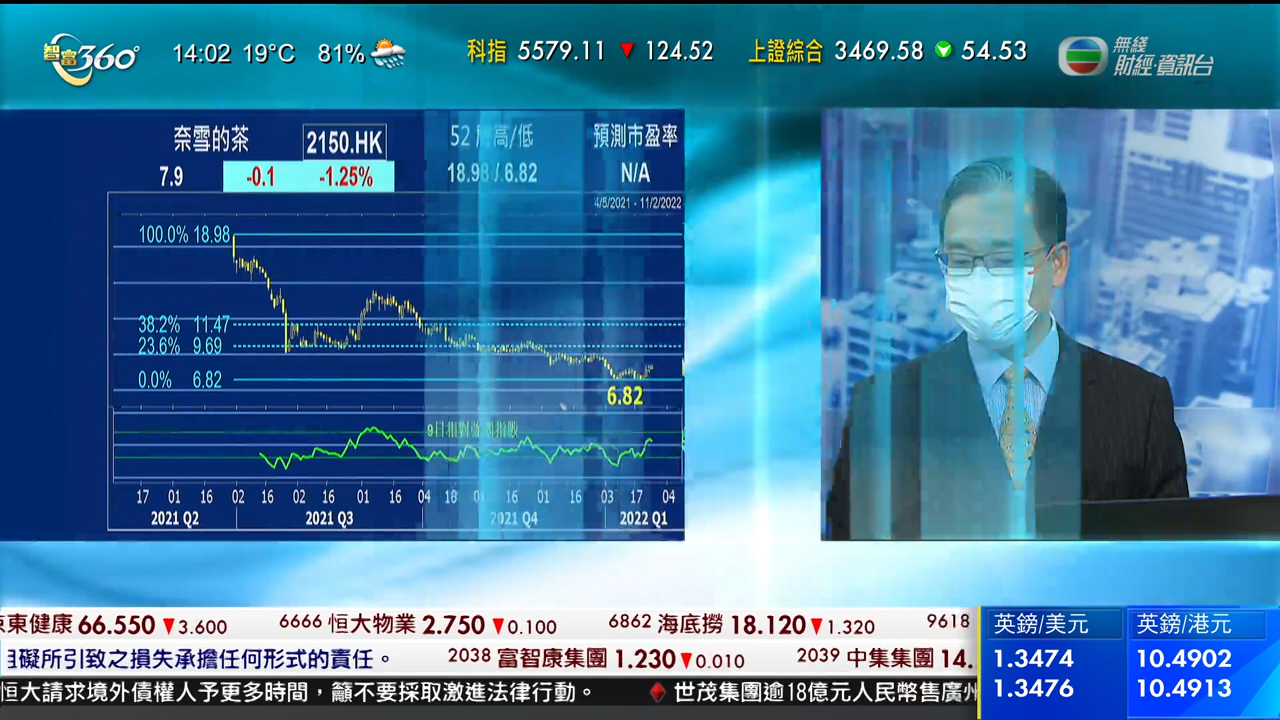 智富360° 14:02 19°C 81% 科指 5579.11 ▼ 124.52 上證綜合 3469.58 54.53 無綫財經·資訊台
奈雪的茶 2150.HK 52 高/低 預測市盈率
7.9 -0.1 -1.25% 18.98 / 6.82 N/A
4/5/2021 - 11/2/2022
100.0% 18.98
38.2% 11.47
23.6% 9.69
0.0% 6.82
6.82
9日相對強弱指數
17 01 16 02 16 02 16 01 16 04 18 16 01 16 03 17 04
2021 Q2 2021 Q3 2021 Q4 2022 Q1
東健康 66.550 ▼ 3.600 6666 恒大物業 2.750 ▼ 0.100 6862 海底撈 18.120 ▼ 1.320 9618
礙所引致之損失承擔任何形式的責任。 2038 富智康集團 1.230 ▼ 0.010 2039 中集集團 14.
恒大請求境外債權人予更多時間，籲不要採取激進法律行動。 世茂集團逾18億元人民幣售廣州
英鎊/美元 英鎊/港元
1.3474 10.4902
1.3476 10.4913